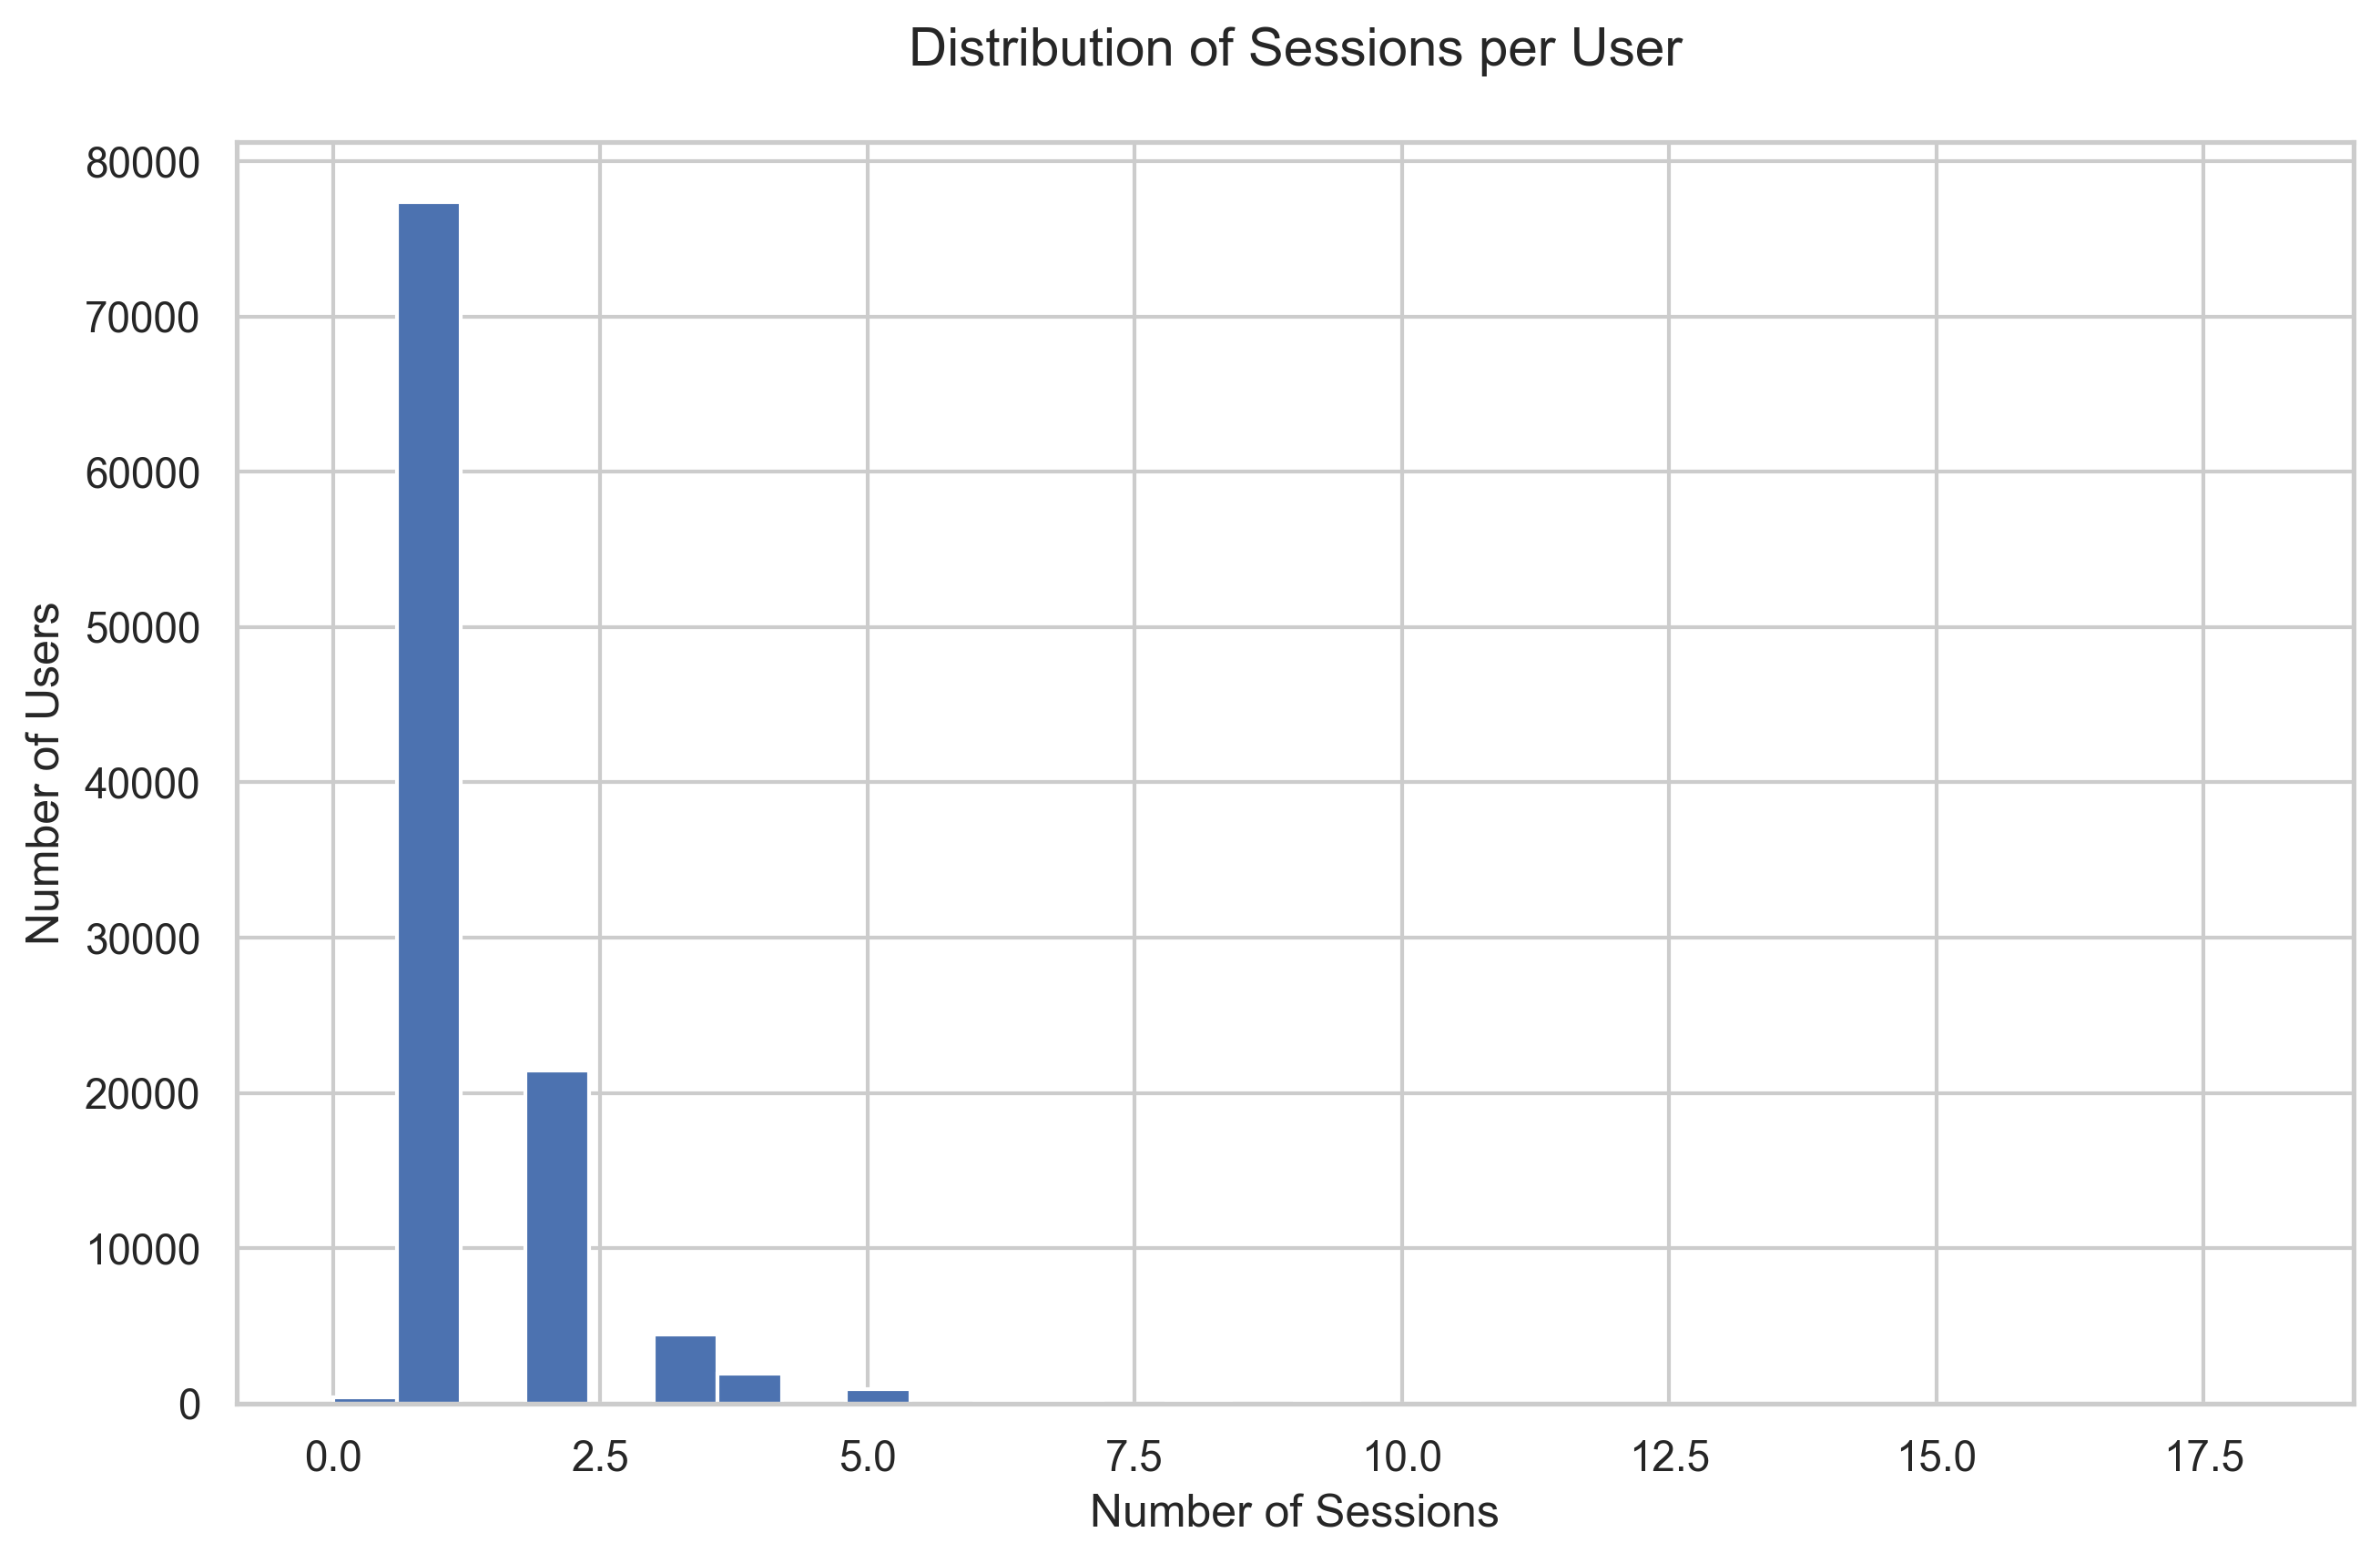 Distribution of Sessions per User
80000
70000
60000
50000
40000
30000
20000
10000
0
Number of Users
0.0 2.5 5.0 7.5 10.0 12.5 15.0 17.5
Number of Sessions